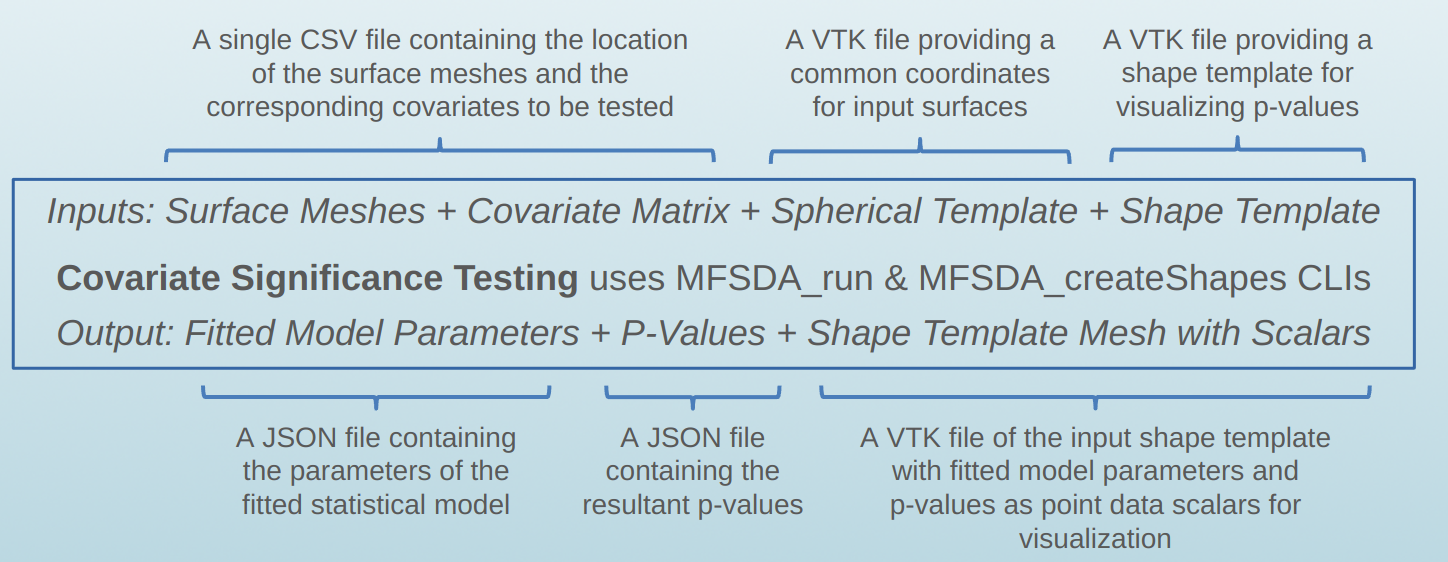 A single CSV file containing the location
of the surface meshes and the
corresponding covariates to be tested
A VTK file providing a
common coordinates
for input surfaces
A VTK file providing a
shape template for
visualizing p-values
Inputs: Surface Meshes + Covariate Matrix + Spherical Template + Shape Template
Covariate Significance Testing uses MFSDA_run & MFSDA_createShapes CLIs
Output: Fitted Model Parameters + P-Values + Shape Template Mesh with Scalars
A JSON file containing
the parameters of the
fitted statistical model
A JSON file
containing the
resultant p-values
A VTK file of the input shape template
with fitted model parameters and
p-values as point data scalars for
visualization